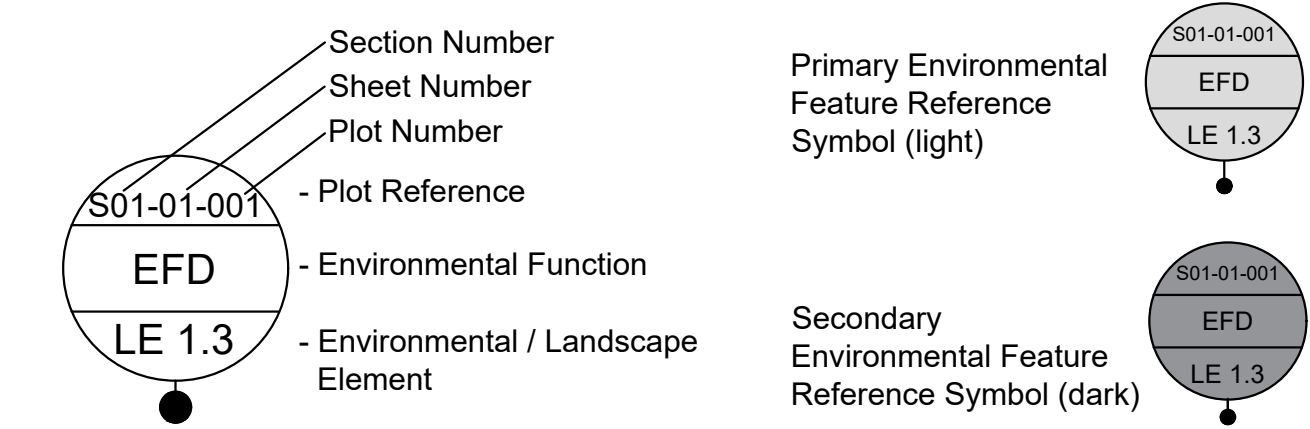 Section Number
Sheet Number
Plot Number
S01-01-001
- Plot Reference
EFD
- Environmental Function
LE 1.3
- Environmental / Landscape
Element
Primary Environmental
Feature Reference
Symbol (light)
S01-01-001
EFD
LE 1.3
Secondary
Environmental Feature
Reference Symbol (dark)
S01-01-001
EFD
LE 1.3